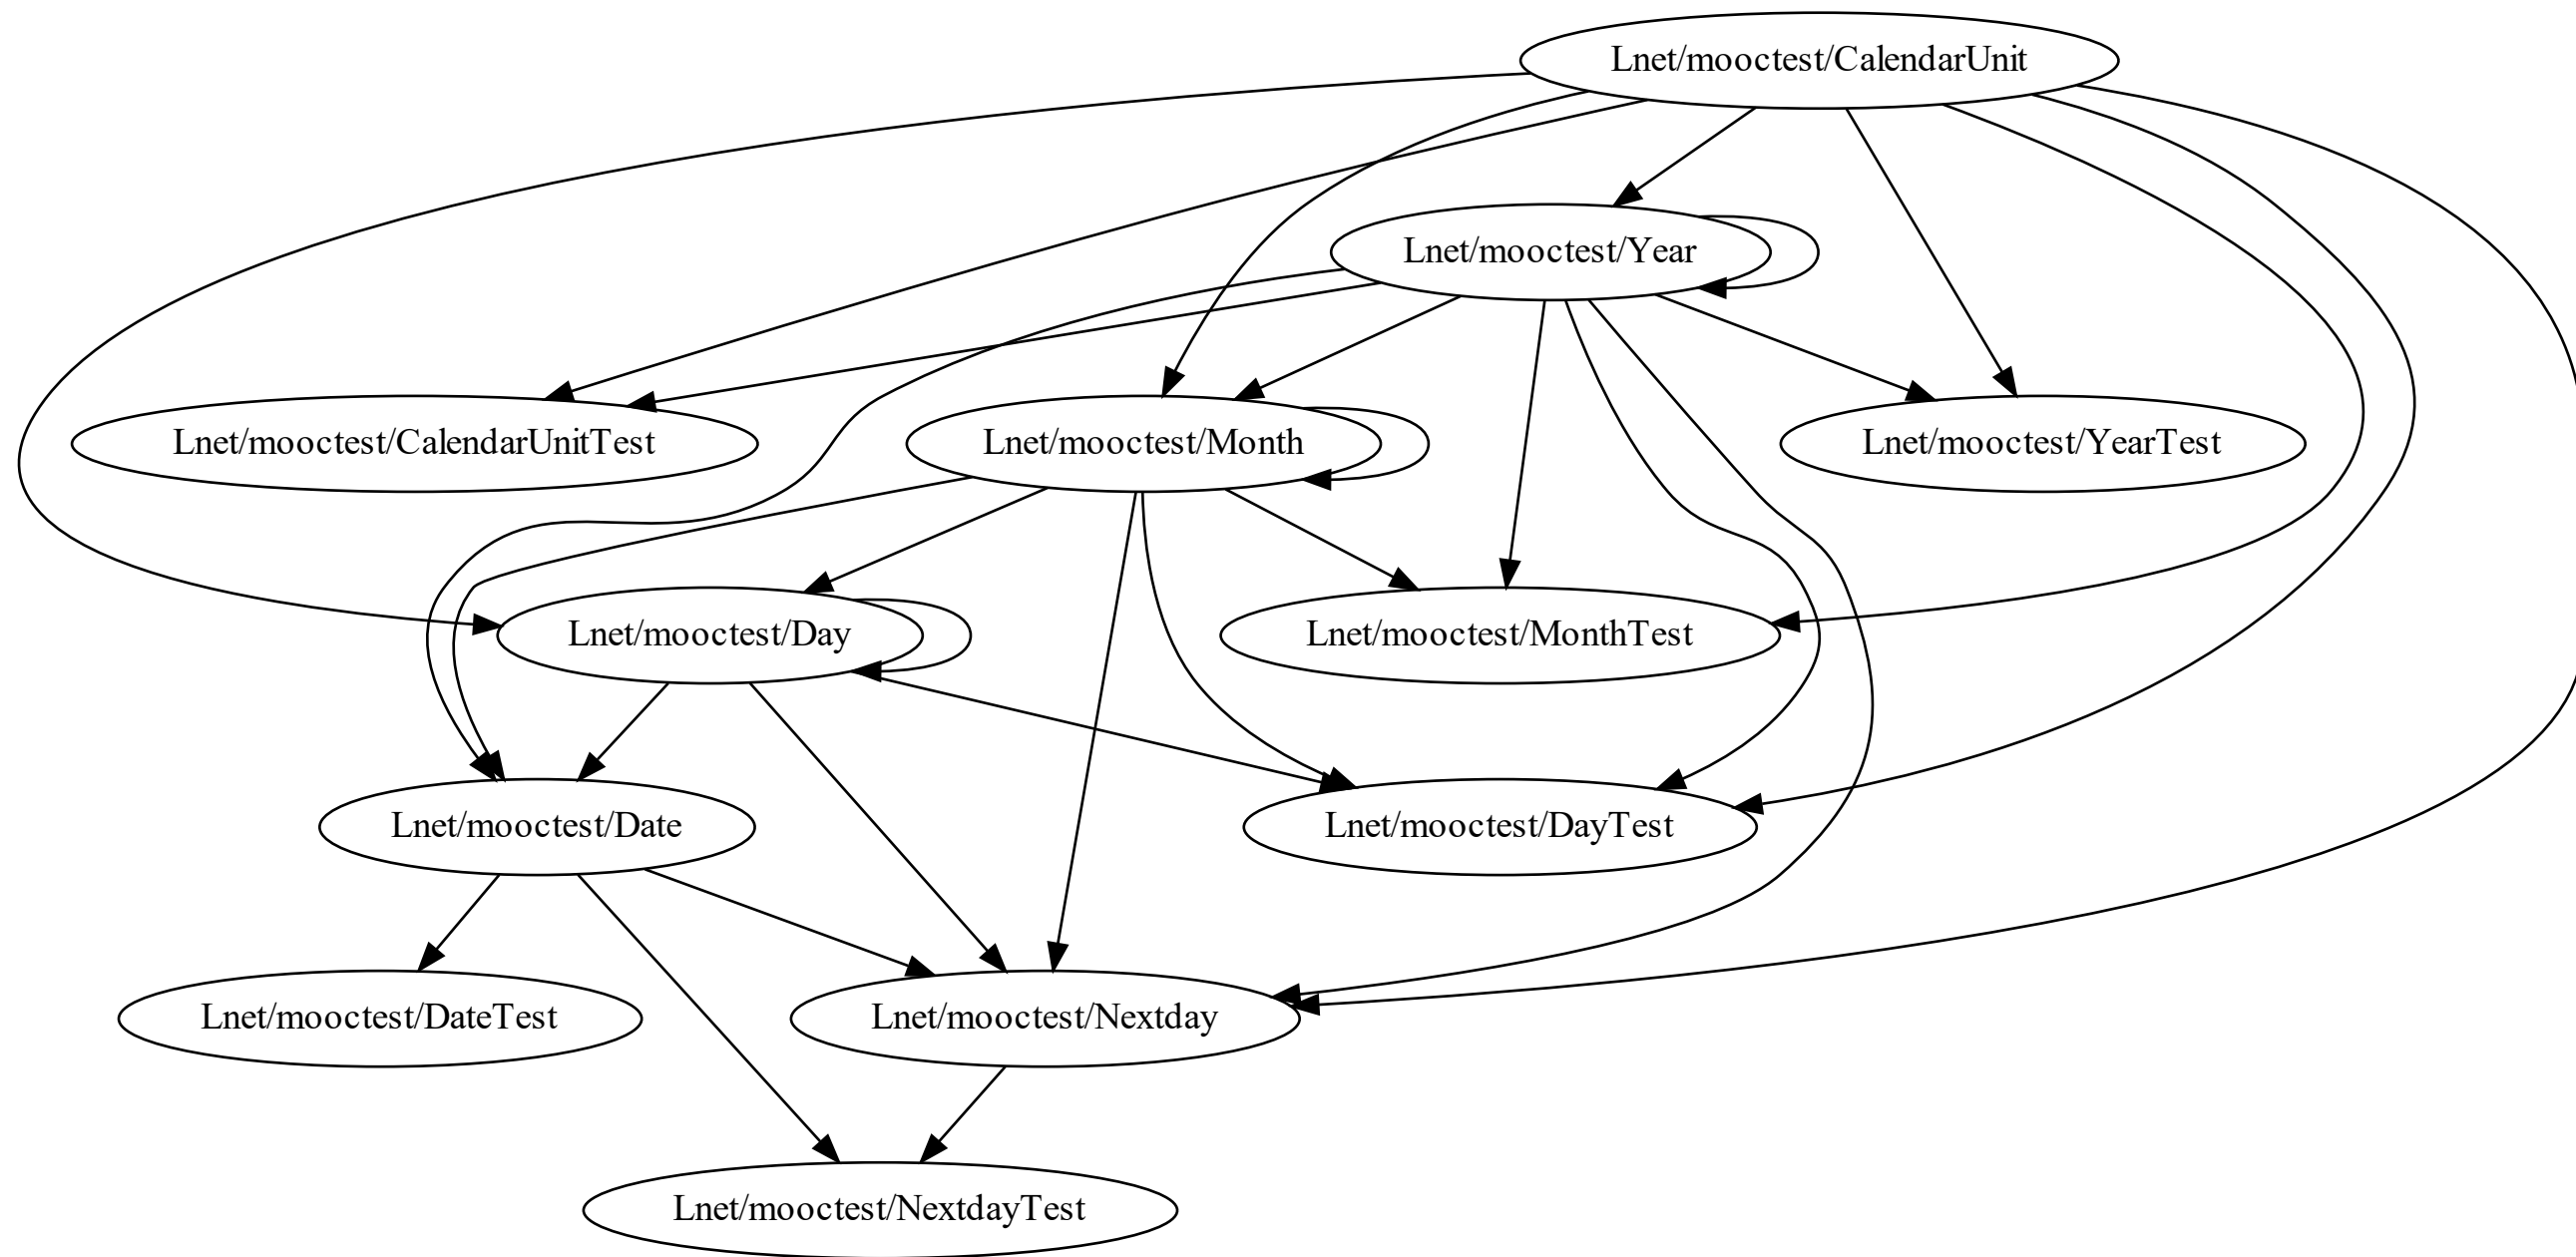 Lnet/mooctest/CalendarUnit
Lnet/mooctest/Year
Lnet/mooctest/CalendarUnitTest
Lnet/mooctest/Month
Lnet/mooctest/YearTest
Lnet/mooctest/Day
Lnet/mooctest/MonthTest
Lnet/mooctest/Date
Lnet/mooctest/DayTest
Lnet/mooctest/DateTest
Lnet/mooctest/Nextday
Lnet/mooctest/NextdayTest